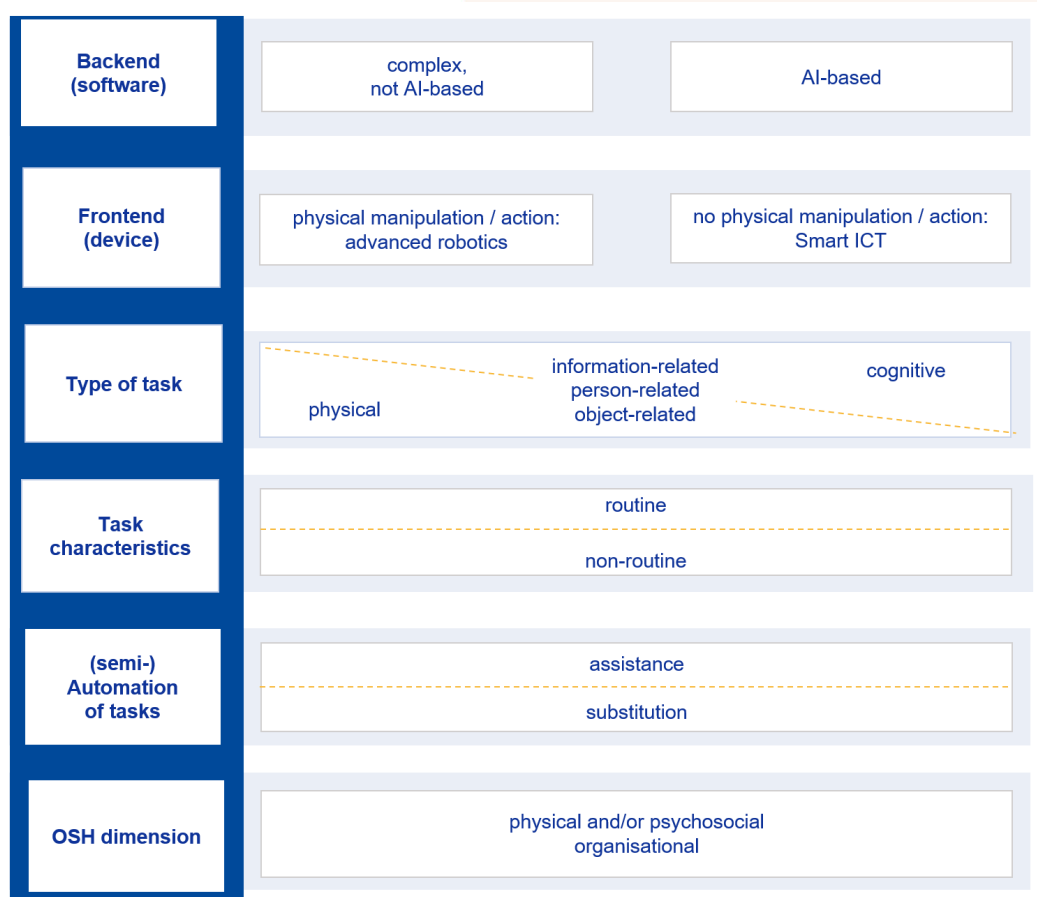 Backend
(software)
complex,
not AI-based
AI-based
Frontend
(device)
physical manipulation / action:
advanced robotics
no physical manipulation / action:
Smart ICT
Type of task
physical
information-related
person-related
object-related
cognitive
Task
characteristics
routine
non-routine
(semi-)
Automation
of tasks
assistance
substitution
OSH dimension
physical and/or psychosocial
organisational